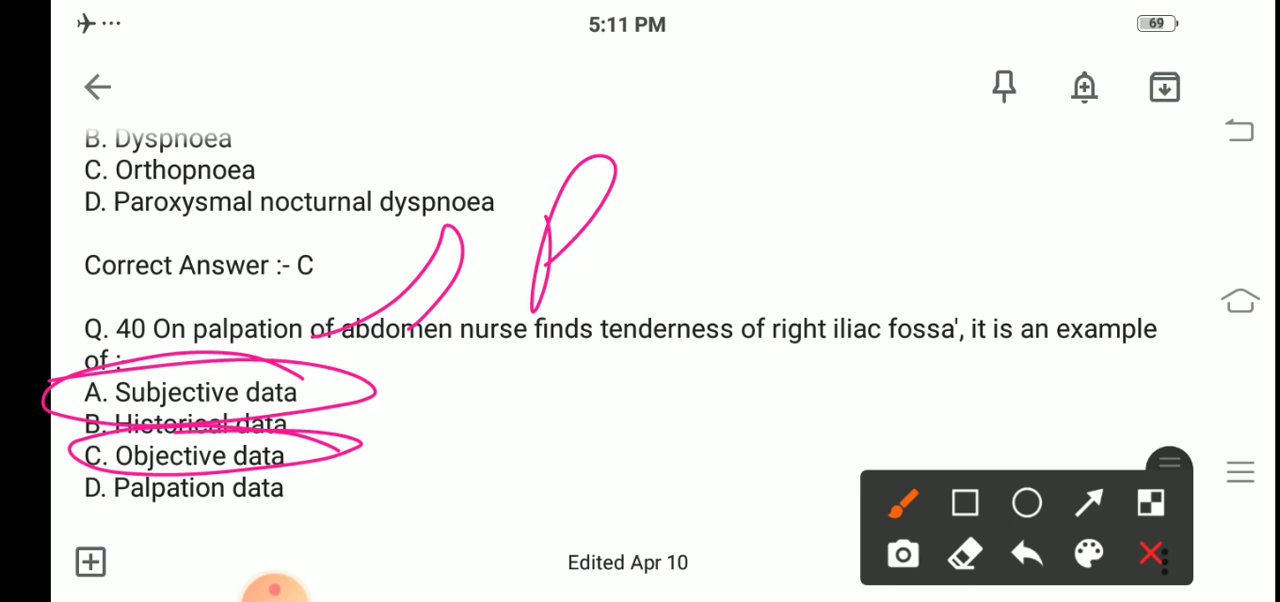 5:11 PM
69
B. Dyspnoea
C. Orthopnoea
D. Paroxysmal nocturnal dyspnoea
Correct Answer :- C
P
Q. 40 On palpation of abdomen nurse finds tenderness of right iliac fossa', it is an example
of :
A. Subjective data
B. Historical data
C. Objective data
D. Palpation data
Edited Apr 10